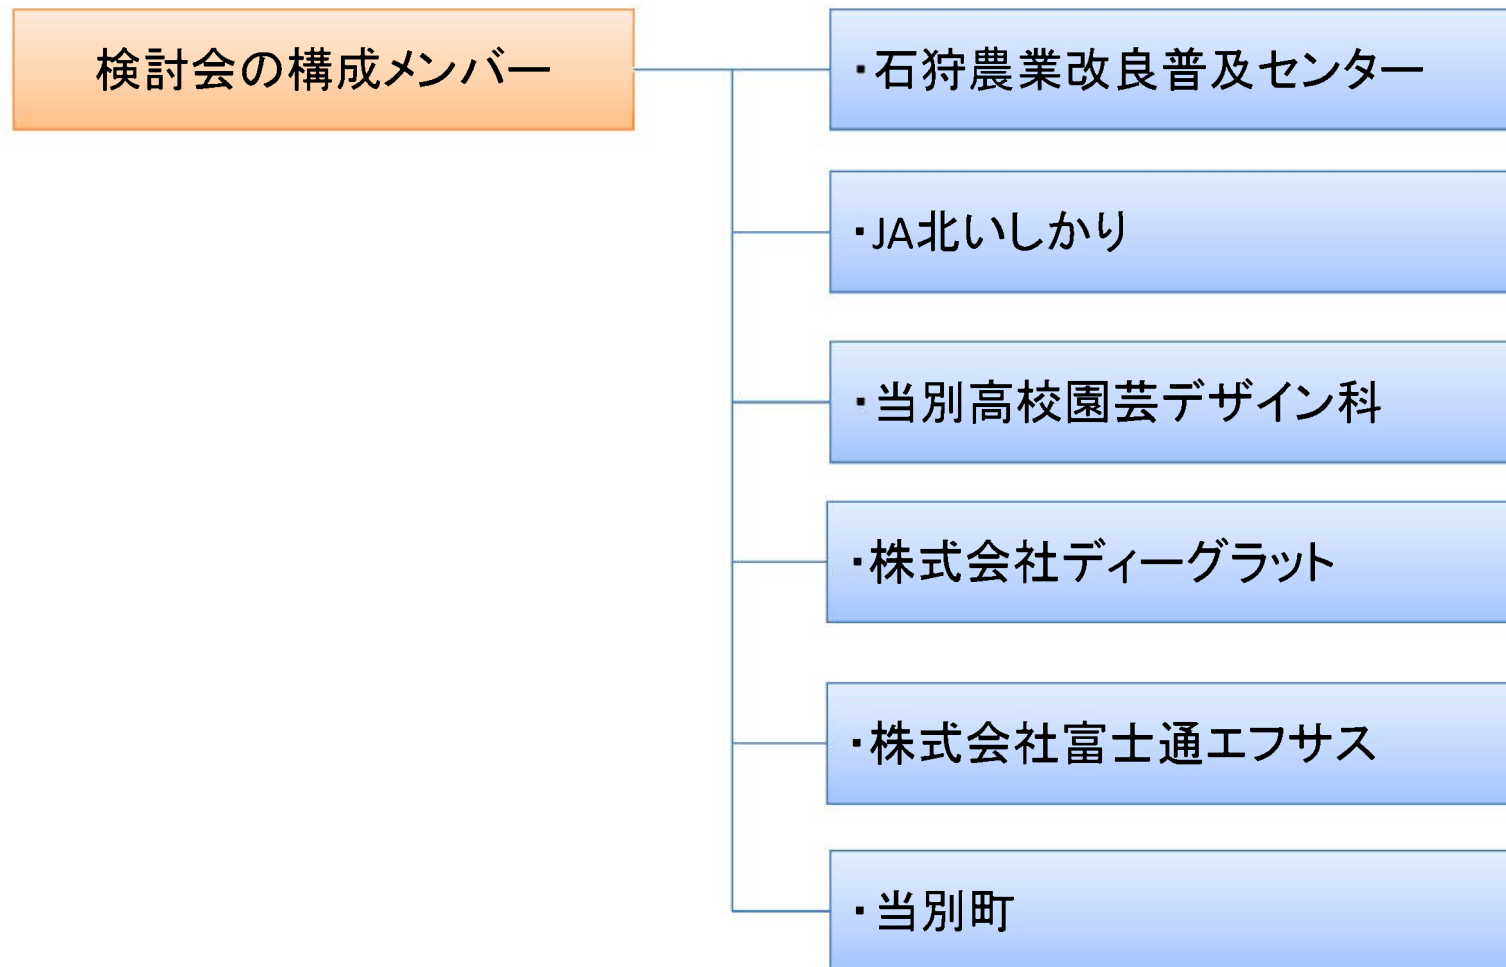 検討会の構成メンバー
・石狩農業改良普及センター
・JA北いしかり
・当別高校園芸デザイン科
・株式会社ディーグラット
・株式会社富士通エフサス
・当別町